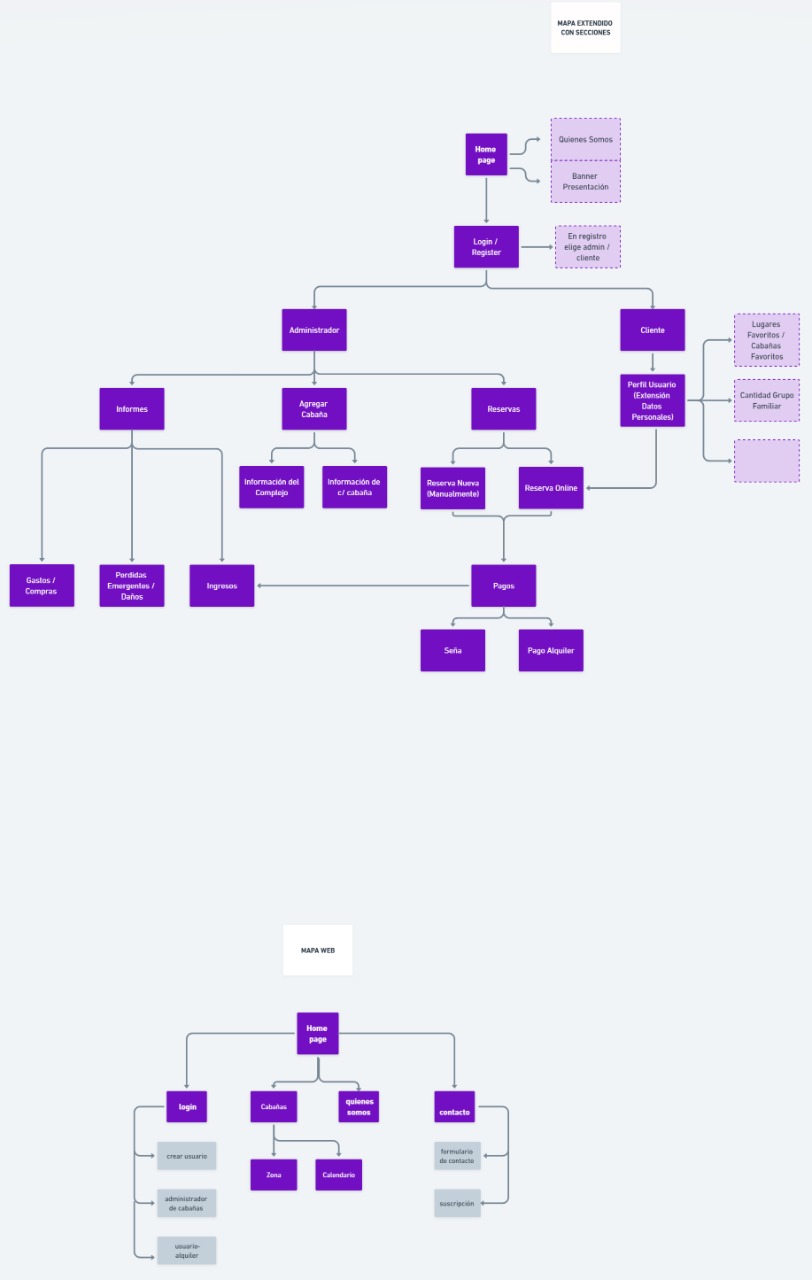 MAPA EXTENDIDO
CON SECCIONES
Home
page
Quienes Somos
Banner
Presentación
Login /
Register
En registro
elige admin /
cliente
Administrador
Cliente
Lugares
Favoritos /
Cabañas
Favoritos
Informes
Agregar
Cabaña
Reservas
Perfil Usuario
(Extensión
Datos
Personales)
Cantidad Grupo
Familiar
Información del
Complejo
Información de
c/ cabaña
Reserva Nueva
(Manualmente)
Reserva Online
Gastos /
Compras
Perdidas
Emergentes /
Daños
Ingresos
Pagos
Seña
Pago Alquiler
MAPA WEB
Home
page
login
Cabañas
quienes
somos
contacto
crear usuario
formulario
de contacto
Zona
Calendario
administrador
de cabañas
suscripción
usuario-
alquiler